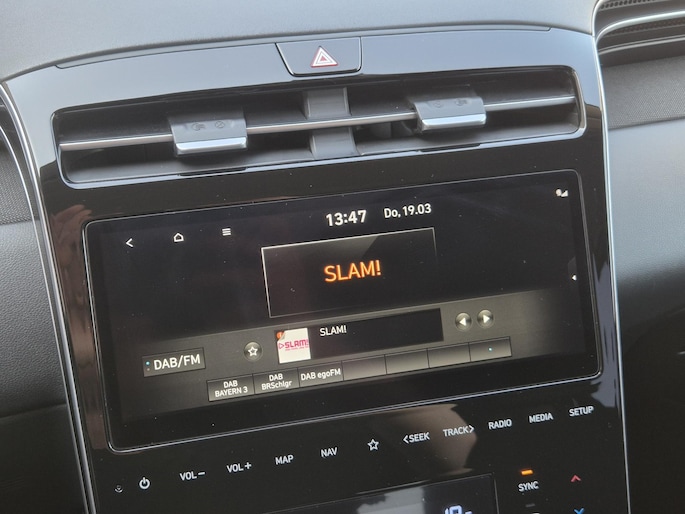 13:47 Do, 19.03
SLAM!
SLAM!
SLAM!
DAB/FM
DAB BAYERN 3
DAB BRSchlgr
DAB egoFM
VOL− VOL+ MAP NAV <SEEK TRACK> RADIO MEDIA SETUP
SYNC